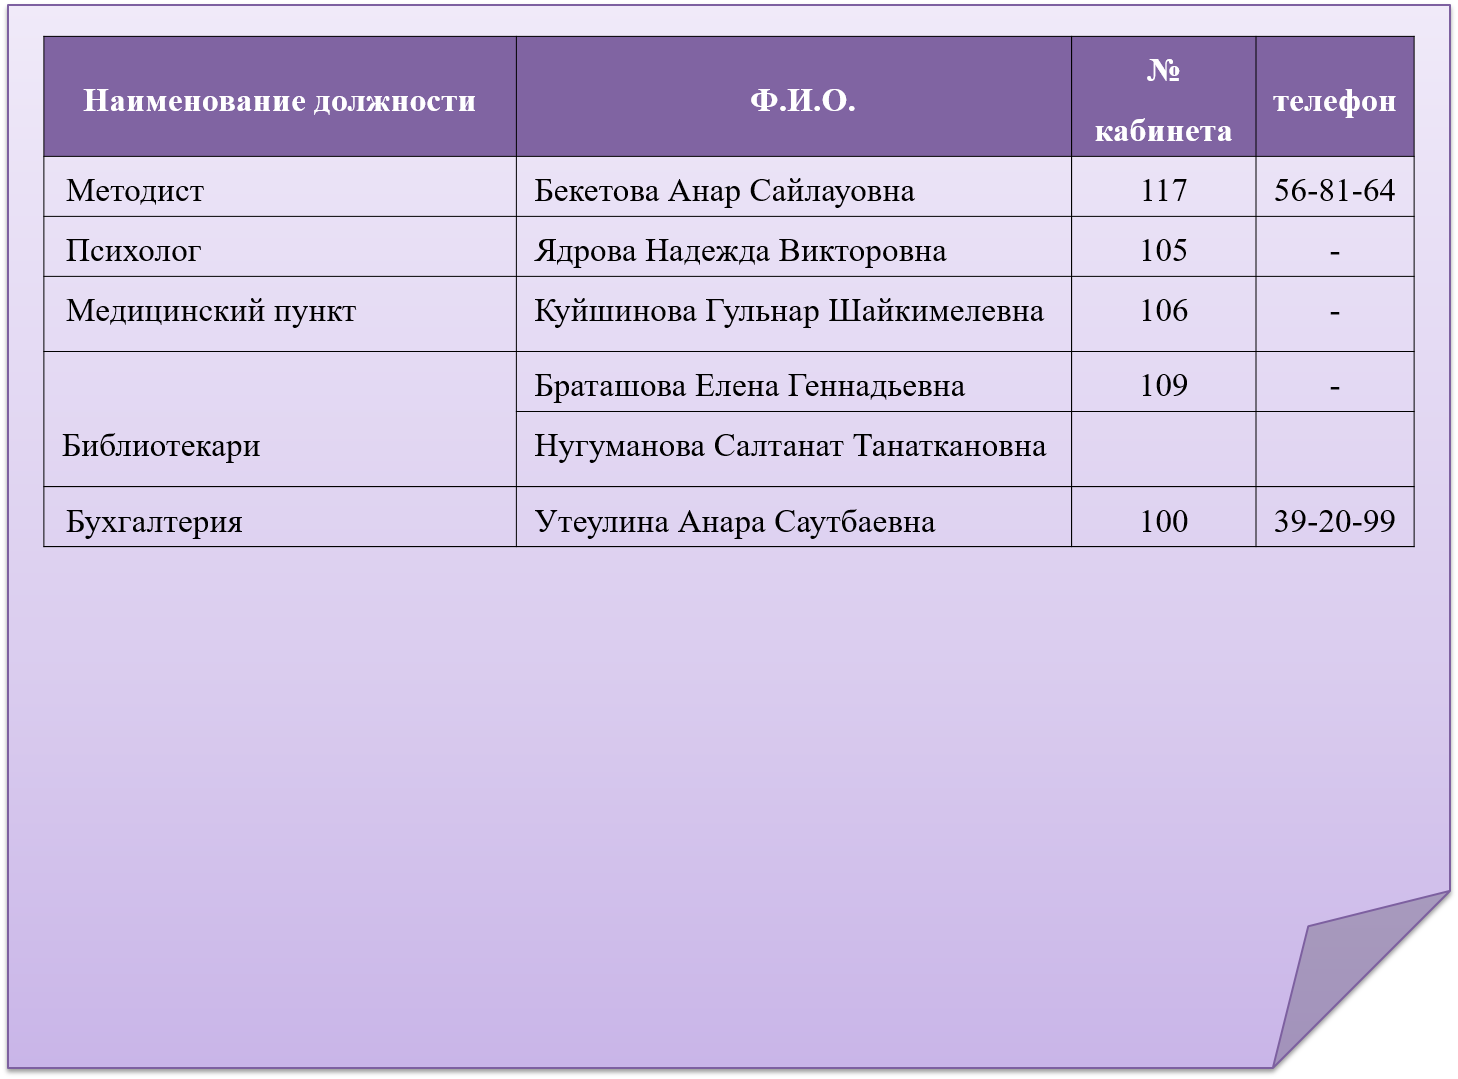 Наименование должности Ф.И.О. № кабинета телефон
Методист Бекетова Анар Сайлауовна 117 56-81-64
Психолог Ядрова Надежда Викторовна 105 -
Медицинский пункт Куйшинова Гульнар Шайкимелевна 106 -
Браташова Елена Геннадьевна 109 -
Библиотекари Нугуманова Салтанат Танаткановна
Бухгалтерия Утеулина Анара Саутбаевна 100 39-20-99